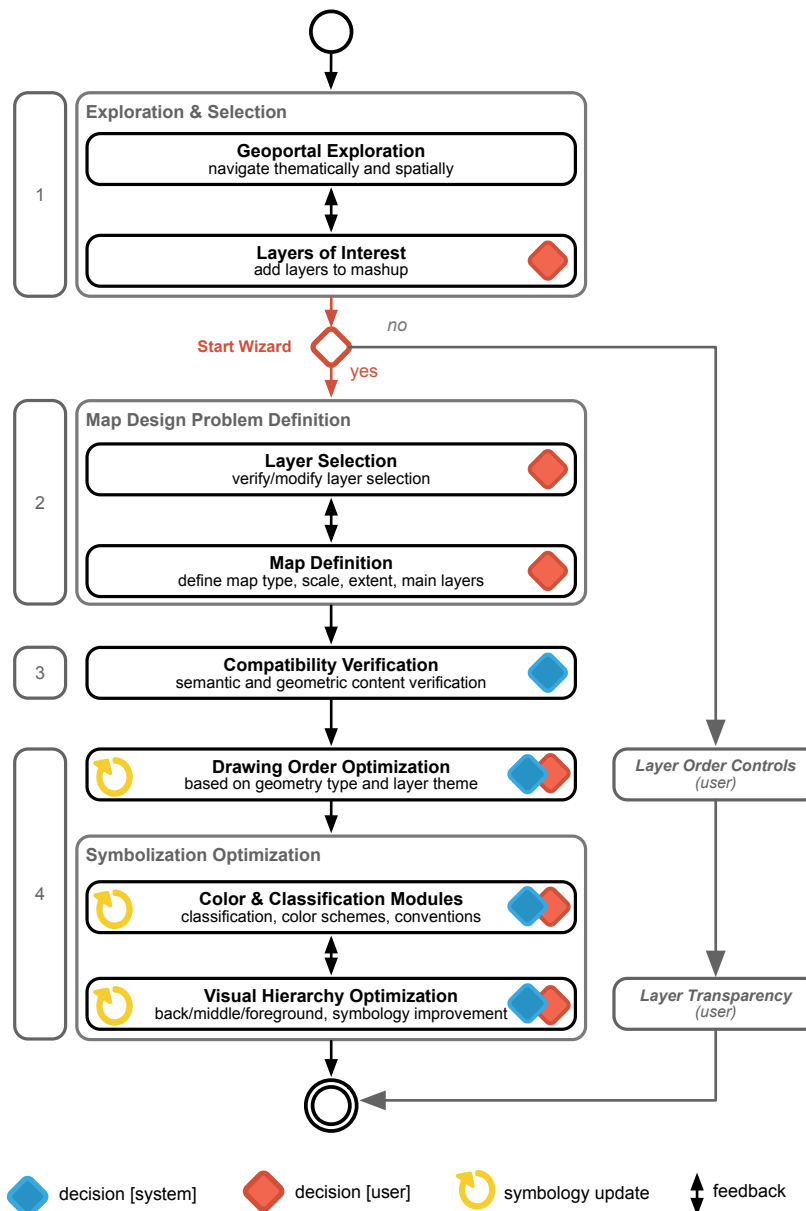 Exploration & Selection
Geoportal Exploration
navigate thematically and spatially
1
Layers of Interest
add layers to mashup
no
Start Wizard
yes
Map Design Problem Definition
Layer Selection
verify/modify layer selection
2
Map Definition
define map type, scale, extent, main layers
3
Compatibility Verification
semantic and geometric content verification
Drawing Order Optimization
based on geometry type and layer theme
Layer Order Controls
(user)
Symbolization Optimization
4
Color & Classification Modules
classification, color schemes, conventions
Visual Hierarchy Optimization
back/middle/foreground, symbology improvement
Layer Transparency
(user)
decision [system]
decision [user]
symbology update
feedback